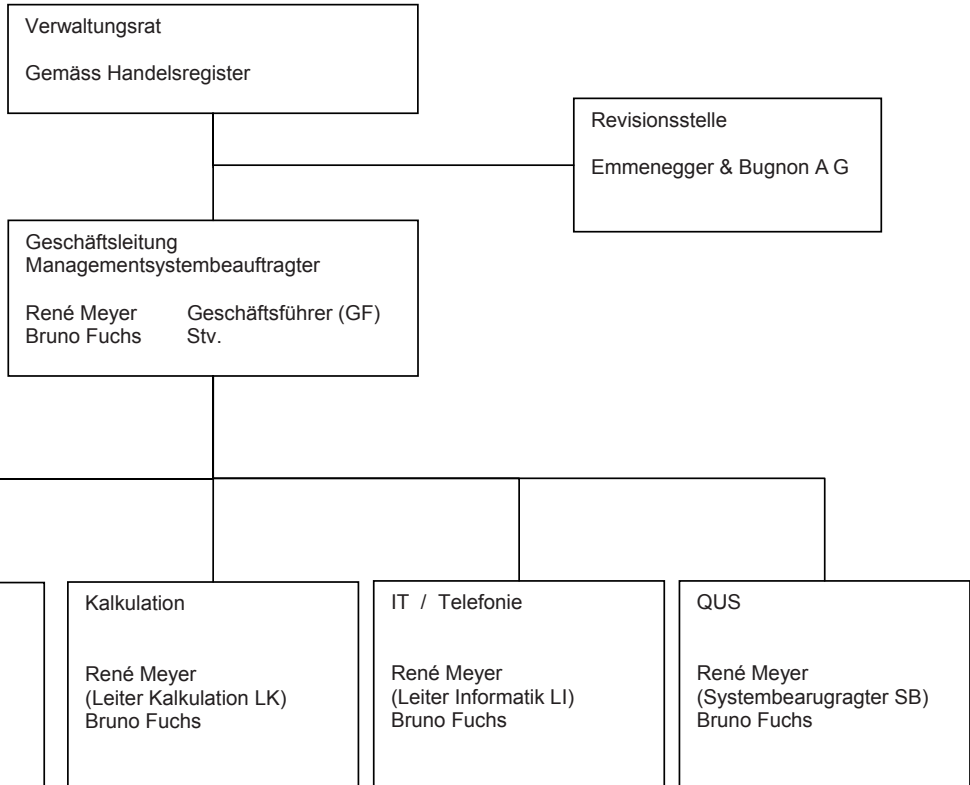 Verwaltungsrat
Gemäss Handelsregister
Revisionsstelle
Emmenegger & Bugnon A G
Geschäftsleitung
Managementsystembeauftragter
René Meyer Geschäftsführer (GF)
Bruno Fuchs Stv.
Kalkulation
René Meyer
(Leiter Kalkulation LK)
Bruno Fuchs
IT / Telefonie
René Meyer
(Leiter Informatik LI)
Bruno Fuchs
QUS
René Meyer
(Systembearugragter SB)
Bruno Fuchs